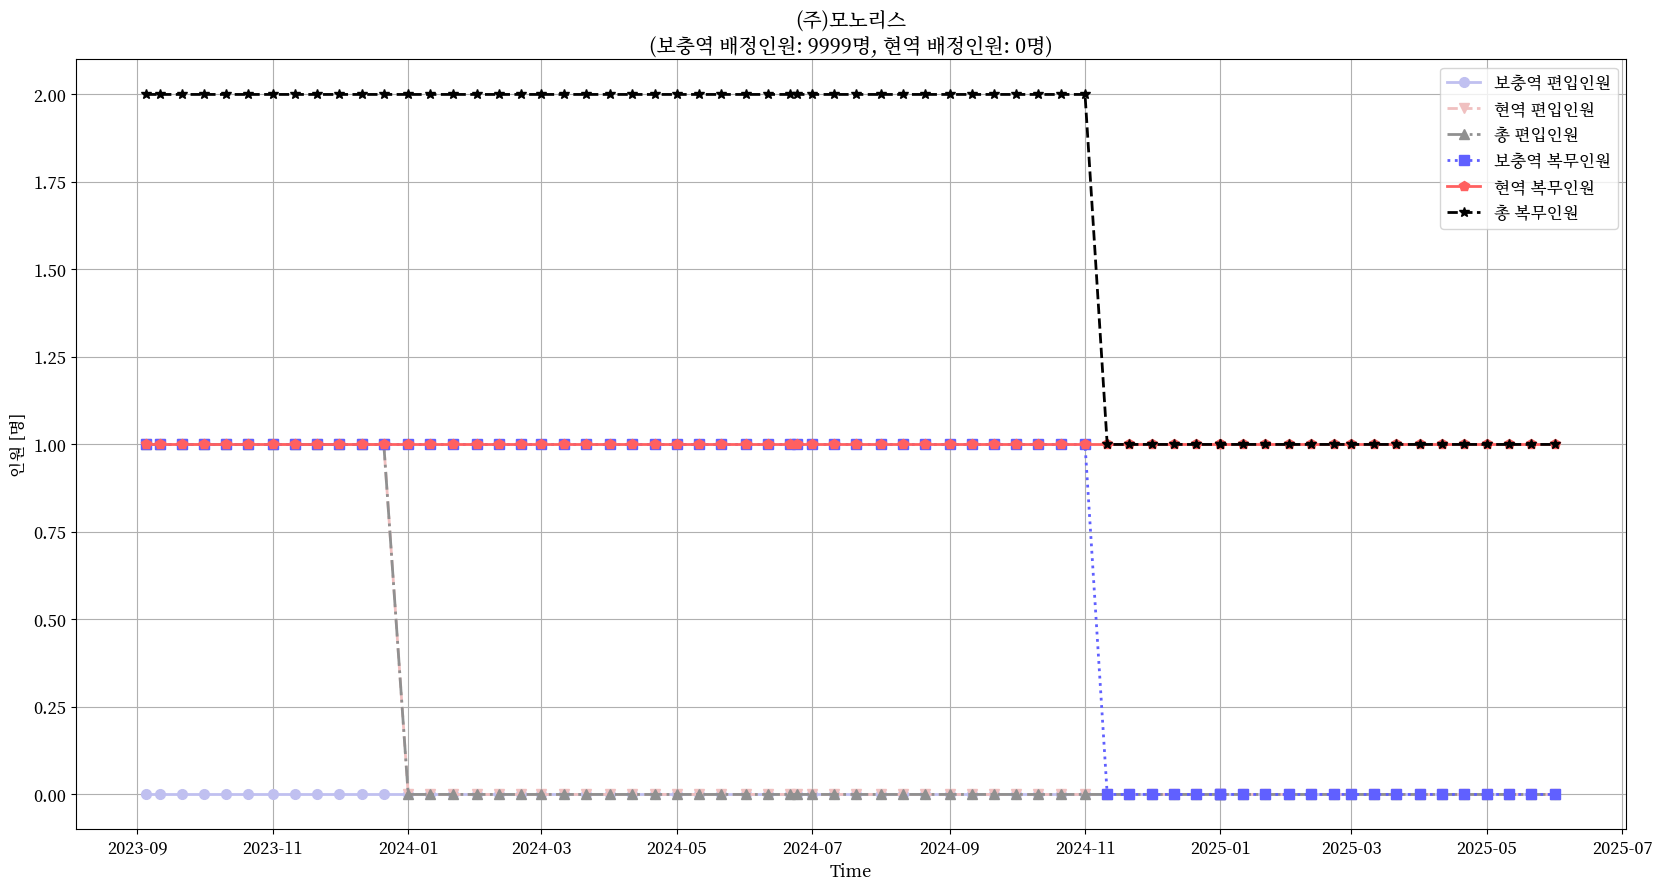 (주)모노리스
(보충역 배정인원: 9999명, 현역 배정인원: 0명)
보충역 편입인원
현역 편입인원
총 편입인원
보충역 복무인원
현역 복무인원
총 복무인원
인원 [명]
2.00
1.75
1.50
1.25
1.00
0.75
0.50
0.25
0.00
2023-09 2023-11 2024-01 2024-03 2024-05 2024-07 2024-09 2024-11 2025-01 2025-03 2025-05 2025-07
Time